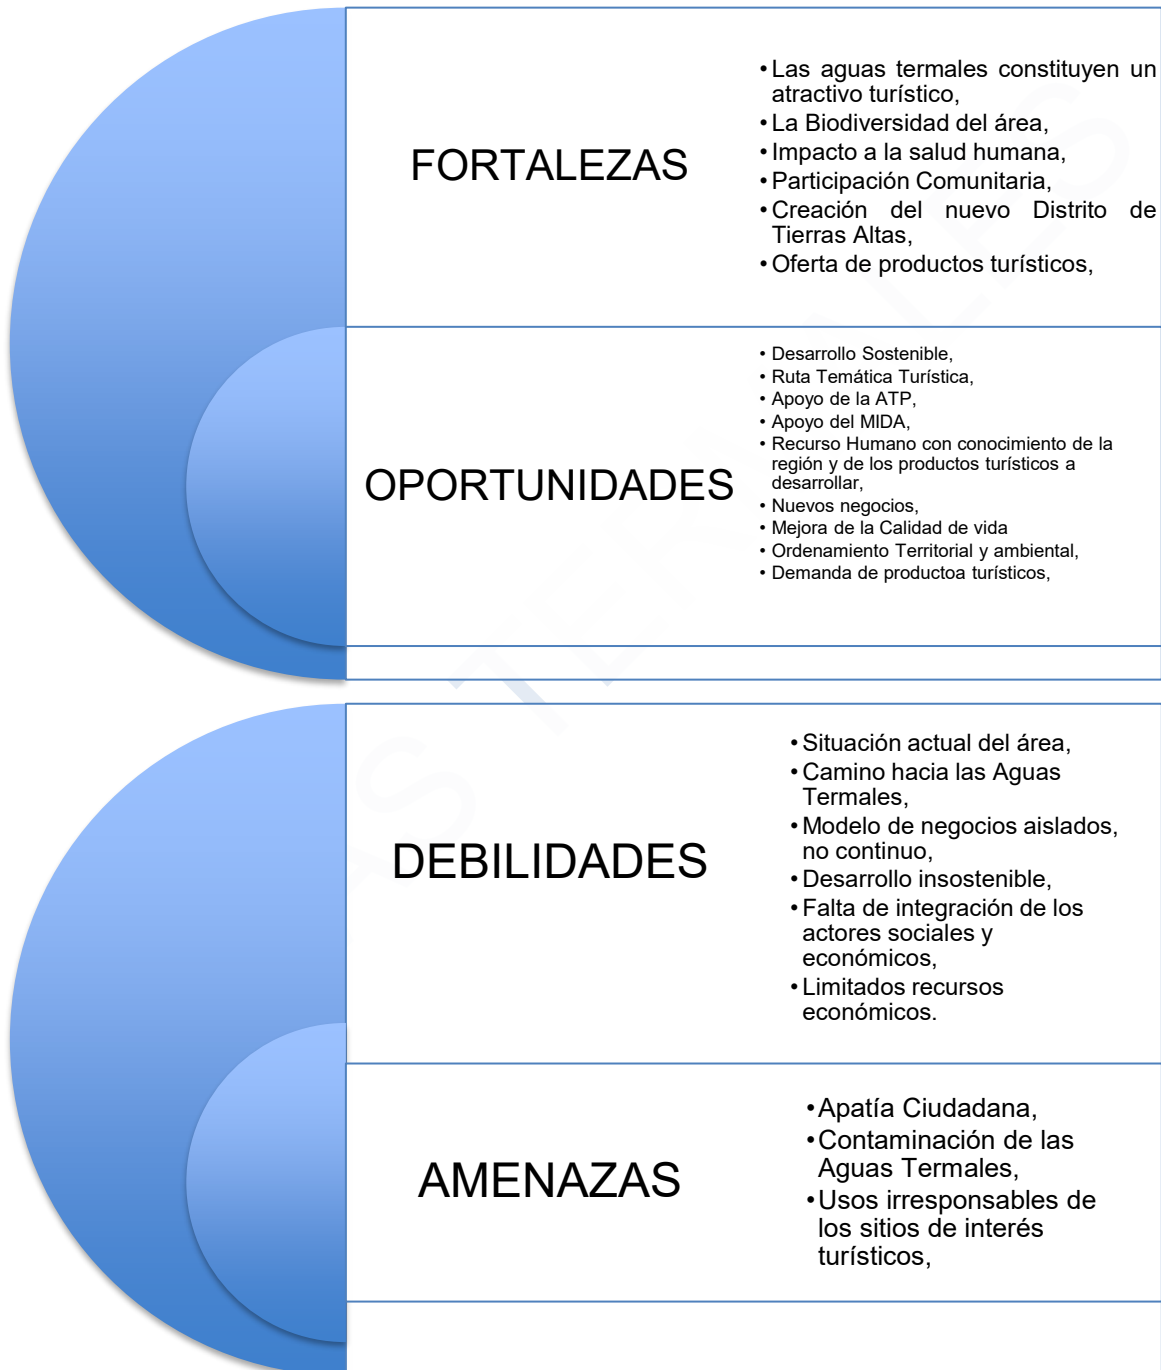 FORTALEZAS
• Las aguas termales constituyen un
atractivo turístico,
• La Biodiversidad del área,
• Impacto a la salud humana,
• Participación Comunitaria,
• Creación del nuevo Distrito de
Tierras Altas,
• Oferta de productos turísticos,
OPORTUNIDADES
• Desarrollo Sostenible,
• Ruta Temática Turística,
• Apoyo de la ATP,
• Apoyo del MIDA,
• Recurso Humano con conocimiento de la
región y de los productos turísticos a
desarrollar,
• Nuevos negocios,
• Mejora de la Calidad de vida
• Ordenamiento Territorial y ambiental,
• Demanda de productoa turísticos,
DEBILIDADES
• Situación actual del área,
• Camino hacia las Aguas
Termales,
• Modelo de negocios aislados,
no continuo,
• Desarrollo insostenible,
• Falta de integración de los
actores sociales y
económicos,
• Limitados recursos
económicos.
AMENAZAS
• Apatía Ciudadana,
• Contaminación de las
Aguas Termales,
• Usos irresponsables de
los sitios de interés
turísticos,